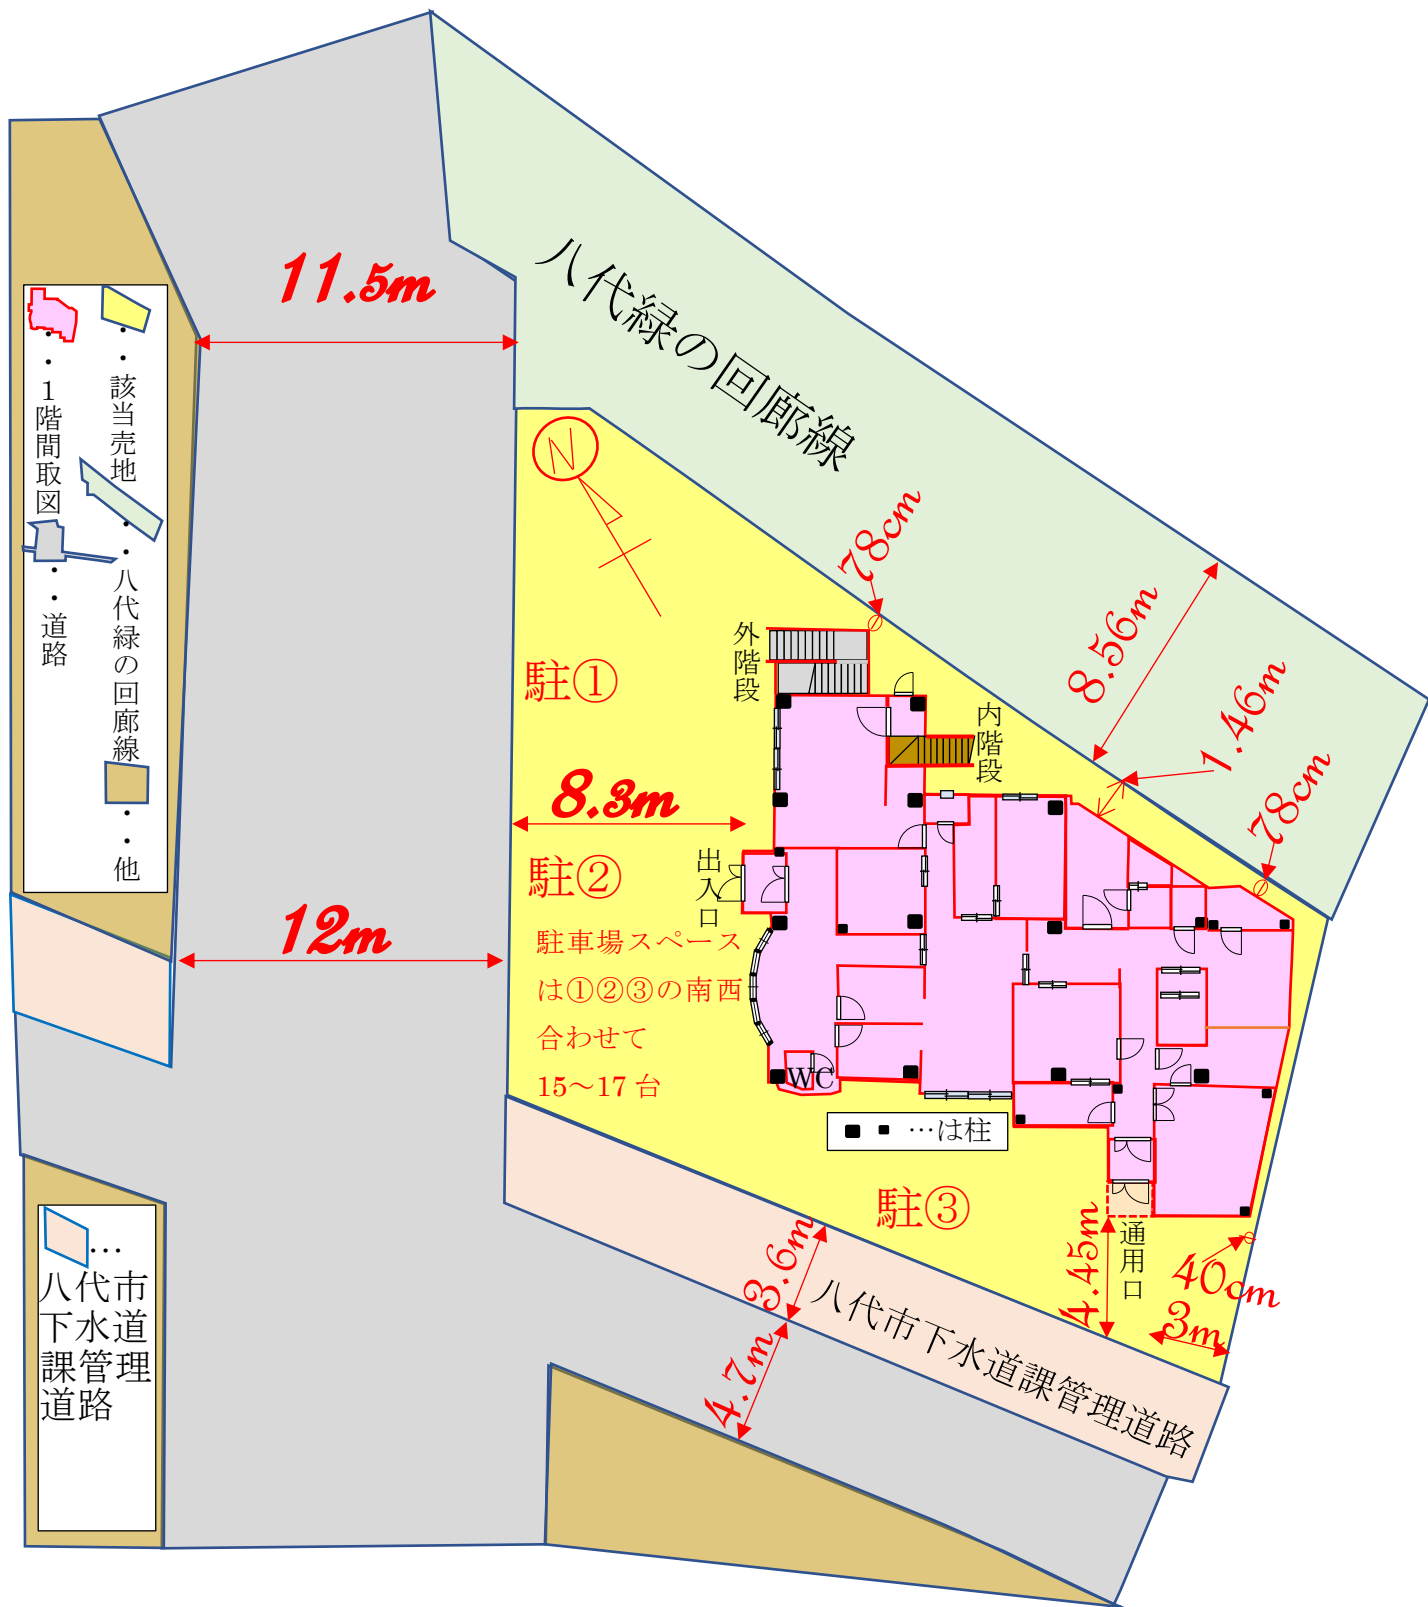 11.5m
八代緑の回廊線
N
78cm
8.56m
1.46m
78cm
・・該当売地
・・1階間取図
・・八代緑の回廊線
・・道路
・・他
外階段
駐①
内階段
8.3m
駐②
出入口
12m
駐車場スペース
は①②③の南西
合わせて
15～17 台
WC
…は柱
駐③
通用口
4.45m
40cm
3m
3.6m
八代市下水道課管理道路
4.7m
…
八代市
下水道
課管理
道路